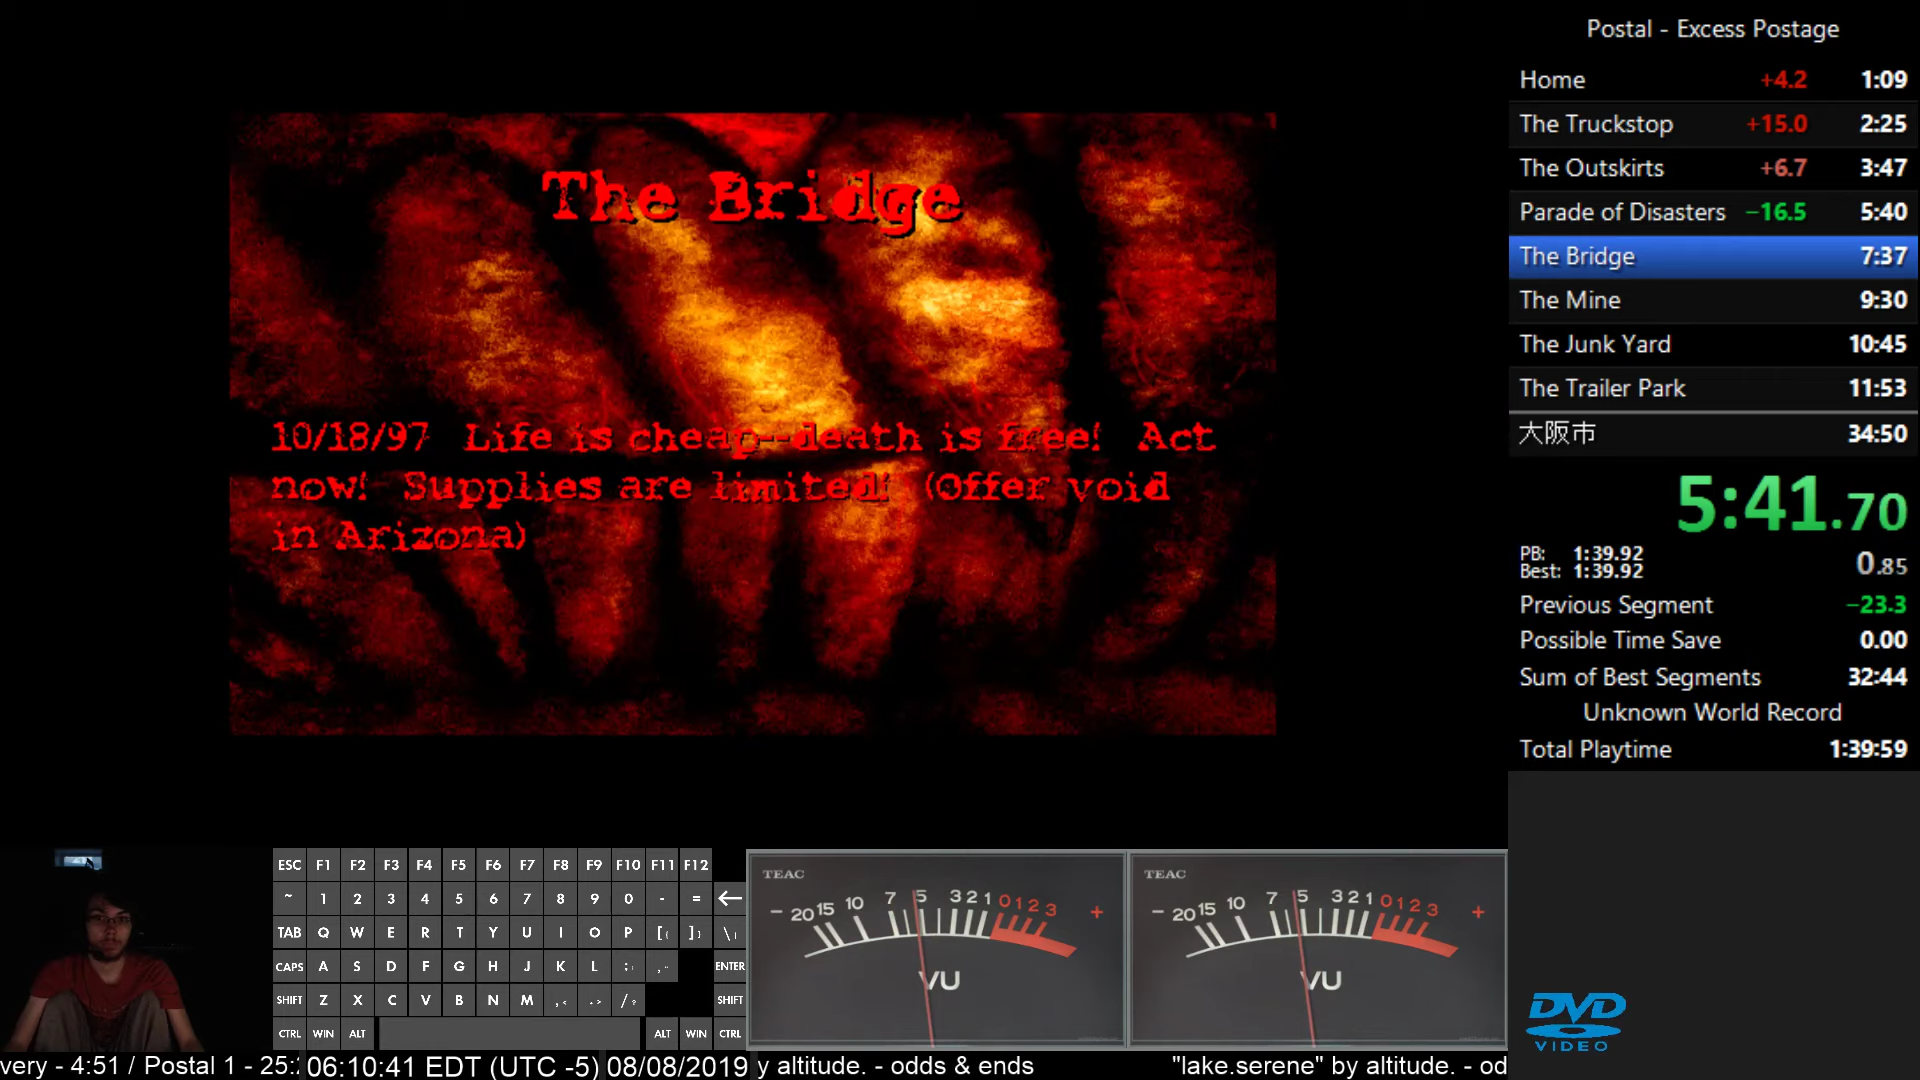 The Bridge
10/18/97 Life is cheap--death is free! Act
now! Supplies are limited! (Offer void
in Arizona)
Postal - Excess Postage
Home +4.2 1:09
The Truckstop +15.0 2:25
The Outskirts +6.7 3:47
Parade of Disasters −16.5 5:40
The Bridge 7:37
The Mine 9:30
The Junk Yard 10:45
The Trailer Park 11:53
大阪市 34:50
5:41.70
PB: 1:39.92
Best: 1:39.92
0.85
Previous Segment −23.3
Possible Time Save 0.00
Sum of Best Segments 32:44
Unknown World Record
Total Playtime 1:39:59
ESC F1 F2 F3 F4 F5 F6 F7 F8 F9 F10 F11 F12
~ 1 2 3 4 5 6 7 8 9 0 - = ←
TAB Q W E R T Y U I O P [{ ]} \|
CAPS A S D F G H J K L ;: ENTER
SHIFT Z X C V B N M ,< .> /? SHIFT
CTRL WIN ALT ALT WIN CTRL
TEAC
- 20 15 10 7 5 3 2 1 0 1 2 3 +
VU
TEAC
- 20 15 10 7 5 3 2 1 0 1 2 3 +
VU
DVD
VIDEO
very - 4:51 / Postal 1 - 25: 06:10:41 EDT (UTC -5) 08/08/2019 y altitude. - odds & ends "lake.serene" by altitude. - od